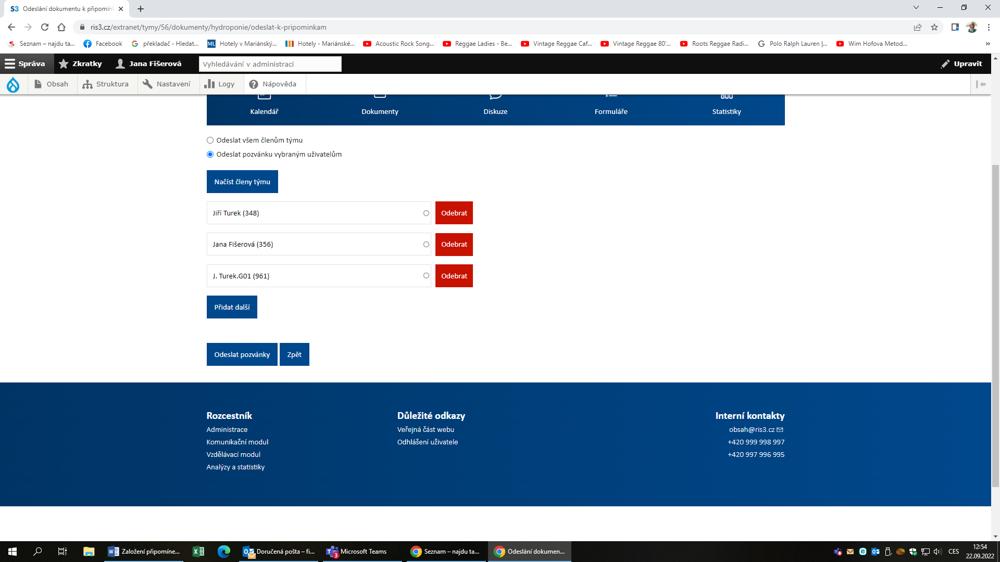 S3 Odeslání dokumentu k připomín
ris3.cz/extranet/tymy/56/dokumenty/hydroponie/odeslat-k-pripominkam
Seznam – najdu ta... Facebook překladač - Hledat... ML Hotely v Mariánský... Hotely - Mariánské... Acoustic Rock Song... Reggae Ladies - Be... Vintage Reggae Caf... Vintage Reggae 80'... Roots Reggae Radi... Polo Ralph Lauren |... Wim Hofova Metod... »
Správa Zkratky Jana Fišerová Vyhledávání v administraci Upravit
Obsah Struktura Nastavení Logy Nápověda
Kalendář Dokumenty Diskuze Formuláře Statistiky
Odeslat všem členům týmu
Odeslat pozvánku vybraným uživatelům
Načíst členy týmu
Jiří Turek (348) Odebrat
Jana Fišerová (356) Odebrat
J. Turek.G01 (961) Odebrat
Přidat další
Odeslat pozvánky Zpět
Rozcestník
Administrace
Komunikační modul
Vzdělávací modul
Analýzy a statistiky
Důležité odkazy
Veřejná část webu
Odhlášení uživatele
Interní kontakty
obsah@ris3.cz
+420 999 998 997
+420 997 996 995
Založení připomíne... Doručená pošta – fi... 3 Microsoft Teams Seznam – najdu ta... Odeslání dokumen... CES 12:54
22.09.2022